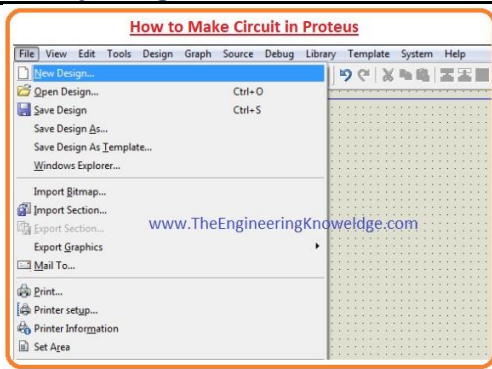 How to Make Circuit in Proteus
File View Edit Tools Design Graph Source Debug Library Template System Help
New Design...
Open Design... Ctrl+O
Save Design Ctrl+S
Save Design As...
Save Design As Template...
Windows Explorer...
Import Bitmap...
Import Section...
www.TheEngineeringKnoweldge.com
Export Section...
Export Graphics
Mail To...
Print...
Printer setup...
Printer Information
Set Area